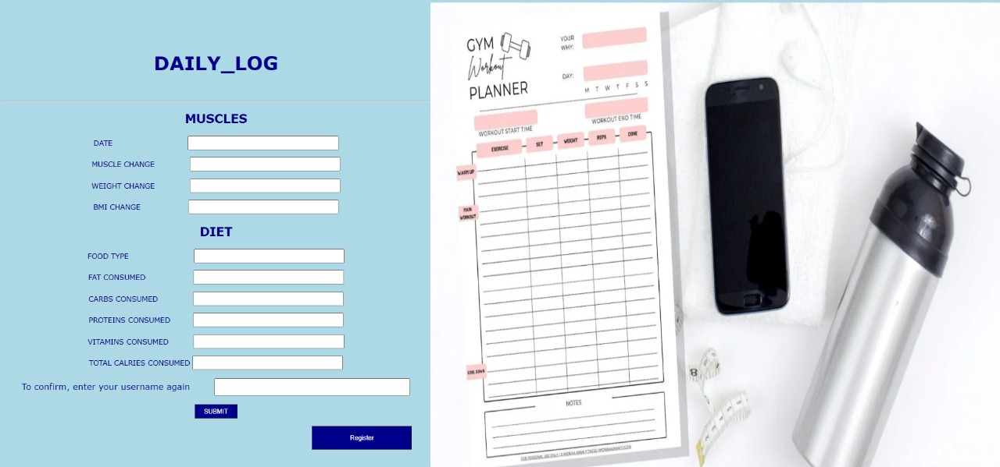 DAILY_LOG
MUSCLES
DATE
MUSCLE CHANGE
WEIGHT CHANGE
BMI CHANGE
DIET
FOOD TYPE
FAT CONSUMED
CARBS CONSUMED
PROTEINS CONSUMED
VITAMINS CONSUMED
TOTAL CALRIES CONSUMED
To confirm, enter your username again
SUBMIT
Register
GYM
Workout
PLANNER
YOUR
WHY:
DAY:
M T W T F S S
WORKOUT START TIME
WORKOUT END TIME
EXERCISE SET WEIGHT REPS DONE
WARM UP
MAIN
WORKOUT
COOL DOWN
NOTES
8